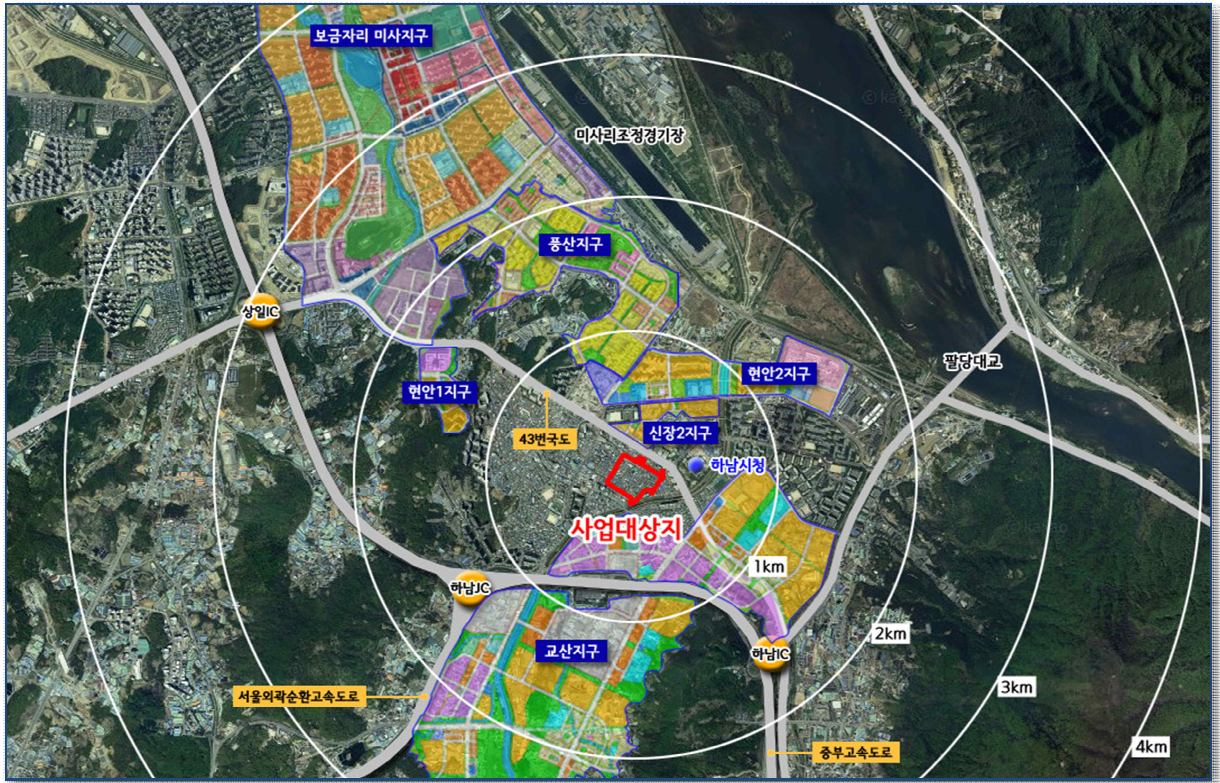 보금자리 미사지구
미사리조정경기장
풍산지구
상일IC
팔당대교
현안2지구
현안1지구
신장2지구
43번국도
하남시청
사업대상지
1km
하남JC
2km
교산지구
하남IC
3km
서울외곽순환고속도로
4km
중부고속도로